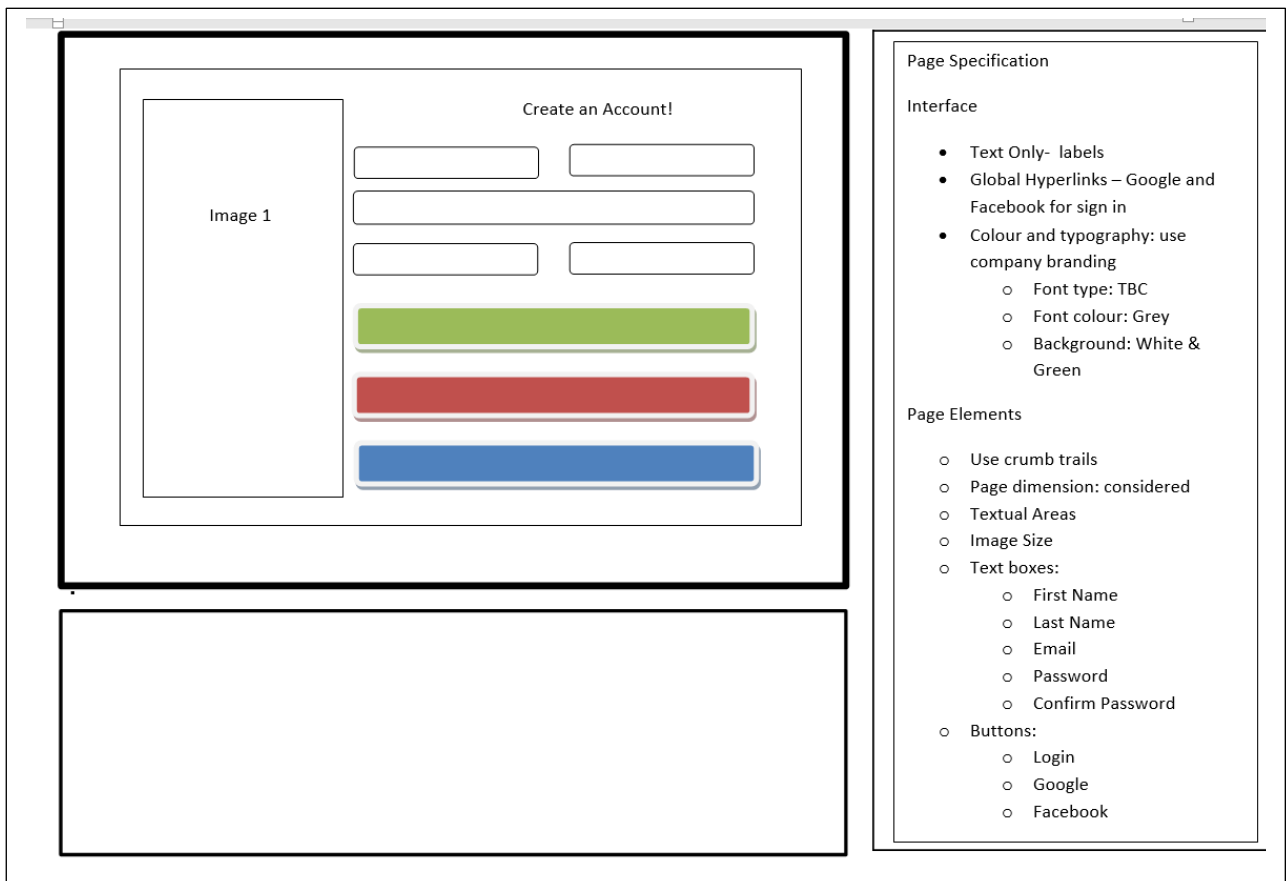 Create an Account!
Image 1
Page Specification
Interface
• Text Only-  labels
• Global Hyperlinks – Google and
Facebook for sign in
• Colour and typography: use
company branding
o Font type: TBC
o Font colour: Grey
o Background: White &
Green
Page Elements
o Use crumb trails
o Page dimension: considered
o Textual Areas
o Image Size
o Text boxes:
o First Name
o Last Name
o Email
o Password
o Confirm Password
o Buttons:
o Login
o Google
o Facebook